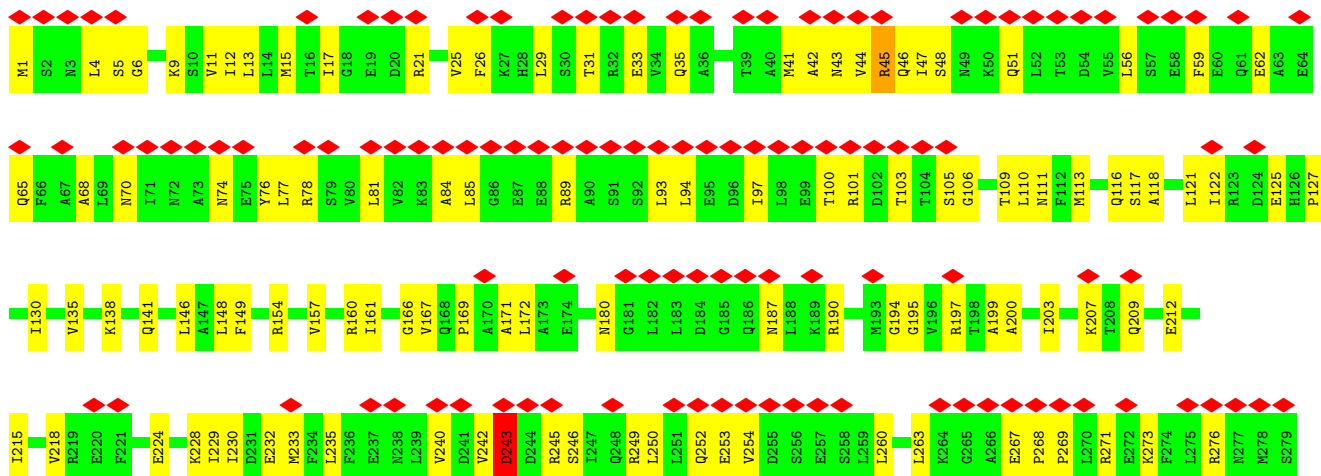 M1 S2 N3 L4 S5 G6 K9 S10 V11 I12 L13 L14 M15 T16 I17 G18 E19 D20 R21 V25 F26 K27 H28 L29 S30 T31 R32 E33 V34 Q35 A36 T39 A40 M41 A42 N43 V44 R45 Q46 I47 S48 N49 K50 Q51 L52 T53 D54 V55 L56 S57 E58 F59 E60 Q61 E62 A63 E64
Q65 F66 A67 A68 L69 N70 I71 N72 A73 N74 E75 Y76 L77 R78 S79 V80 L81 V82 K83 A84 L85 G86 E87 E88 R89 A90 S91 S92 L93 L94 E95 D96 I97 L98 E99 T100 R101 D102 T103 T104 S105 G106 T109 L110 N111 F112 M113 Q116 S117 A118 L121 I122 R123 D124 E125 H126 P127
I130 V135 K138 Q141 L146 A147 L148 F149 R154 V157 R160 I161 G166 V167 Q168 P169 A170 A171 L172 A173 E174 N180 G181 L182 L183 D184 G185 Q186 N187 L188 K189 R190 M193 G194 G195 V196 R197 T198 A199 A200 I203 K207 T208 Q209 E212
I215 V218 R219 E220 F221 E224 K228 I229 I230 D231 E232 M233 F234 L235 F236 E237 N238 L239 V240 D241 V242 D243 D244 R245 S246 I247 Q248 R249 L250 L251 Q252 E253 V254 D255 S256 E257 S258 L259 L260 L263 K264 G265 A266 E267 P268 P269 L270 R271 E272 K273 F274 L275 R276 N277 M278 S279